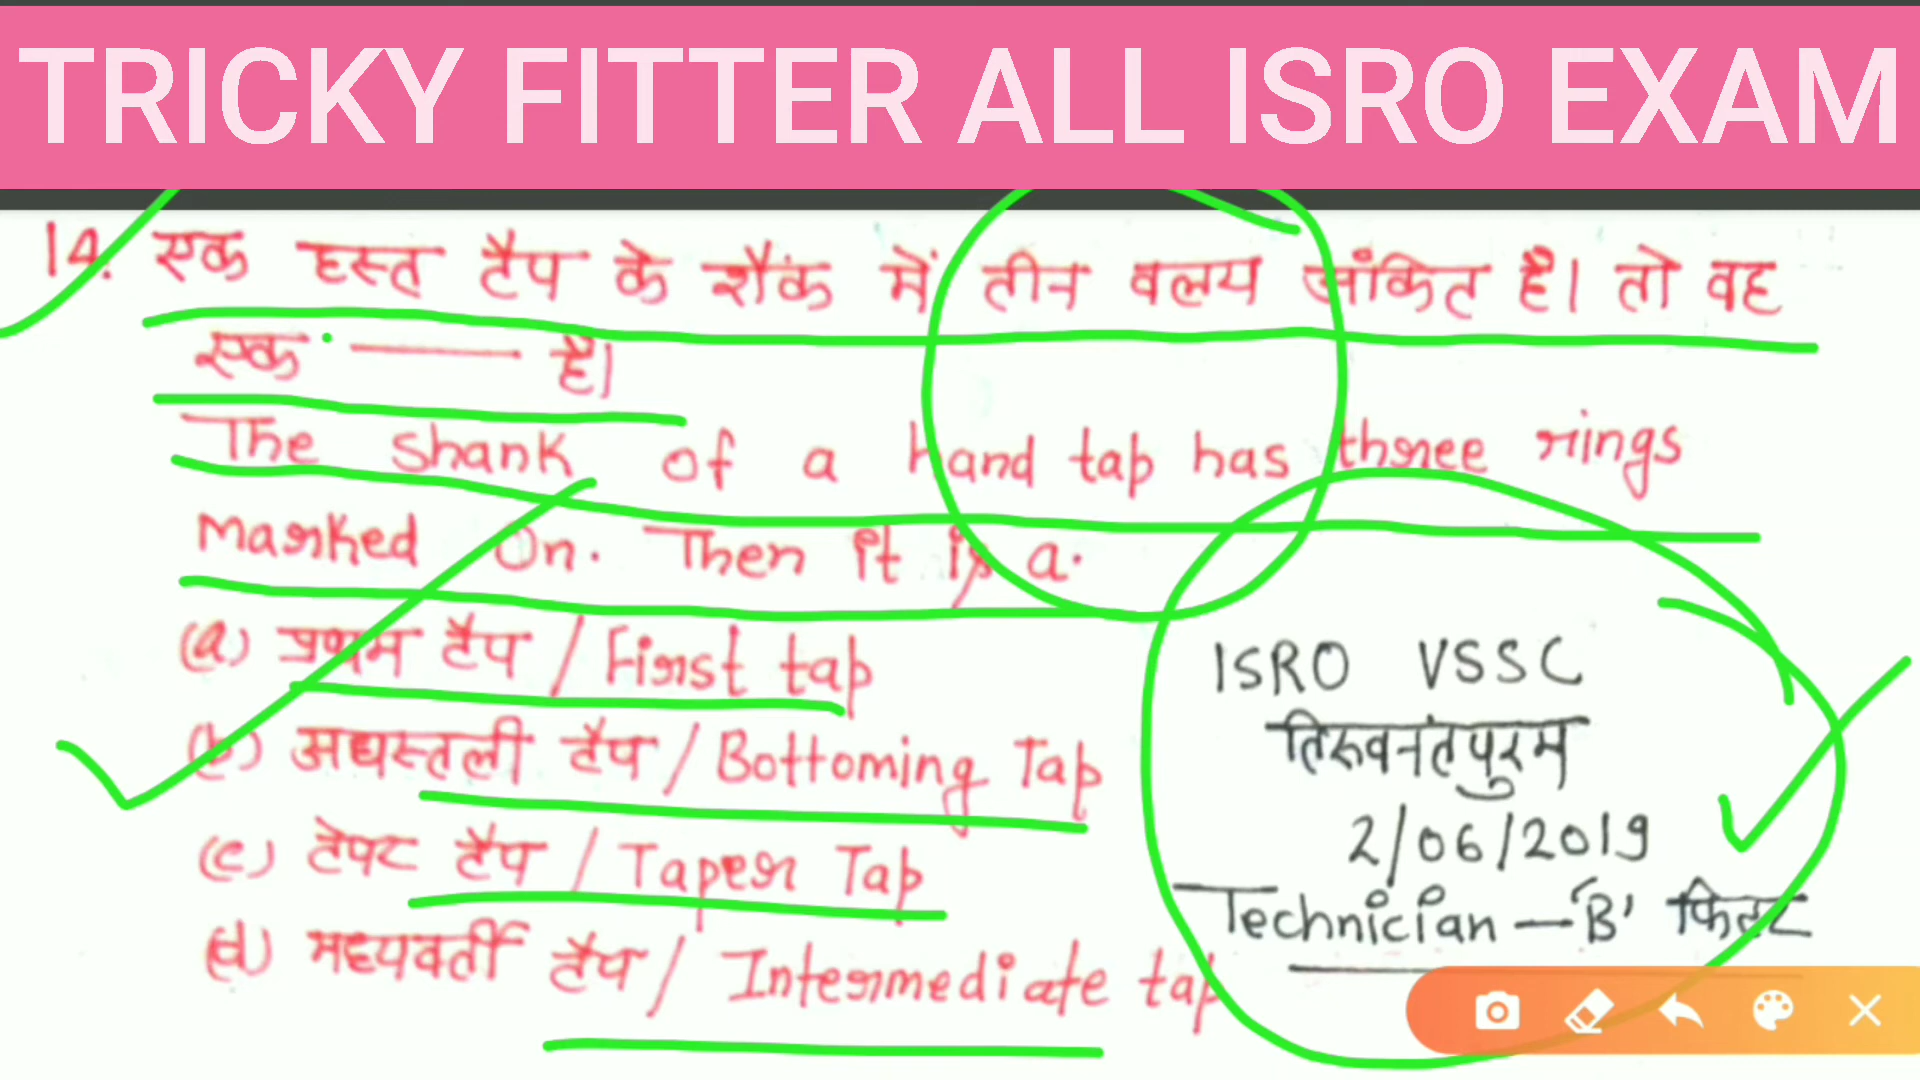 TRICKY FITTER ALL ISRO EXAM
14. एक हस्त टैप के शैंक में तीन वलय अंकित है। तो वह
एक ——— है।
The shank of a hand tap has three rings
marked on. Then it is a.
(a) प्रथम टैप / First tap
(b) अधस्तली टैप / Bottoming Tap
(c) टेपर टैप / Taper Tap
(d) मध्यवर्ती टैप / Intermediate tap
ISRO VSSC
तिरुवनंतपुरम
2/06/2019
Technician — 'B' फिटर